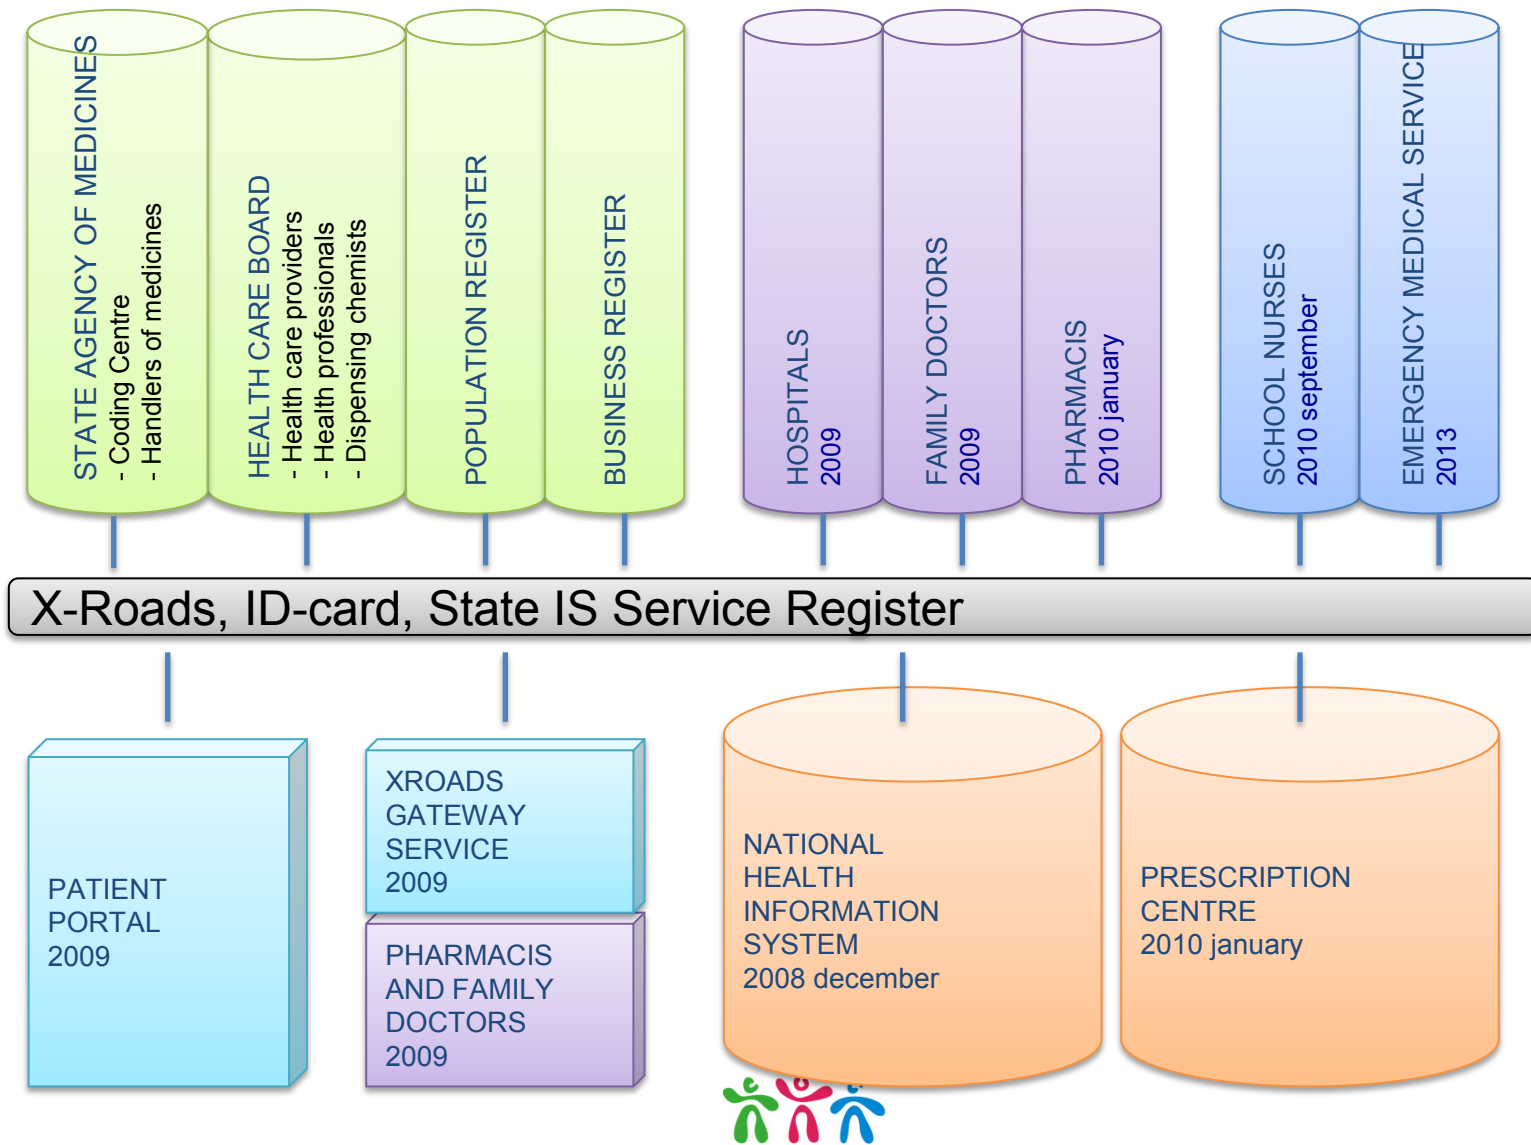 STATE AGENCY OF MEDICINES
- Coding Centre
- Handlers of medicines
HEALTH CARE BOARD
- Health care providers
- Health professionals
- Dispensing chemists
POPULATION REGISTER
BUSINESS REGISTER
HOSPITALS
2009
FAMILY DOCTORS
2009
PHARMACIS
2010 january
SCHOOL NURSES
2010 september
EMERGENCY MEDICAL SERVICE
2013
X-Roads, ID-card, State IS Service Register
PATIENT
PORTAL
2009
XROADS
GATEWAY
SERVICE
2009
PHARMACIS
AND FAMILY
DOCTORS
2009
NATIONAL
HEALTH
INFORMATION
SYSTEM
2008 december
PRESCRIPTION
CENTRE
2010 january